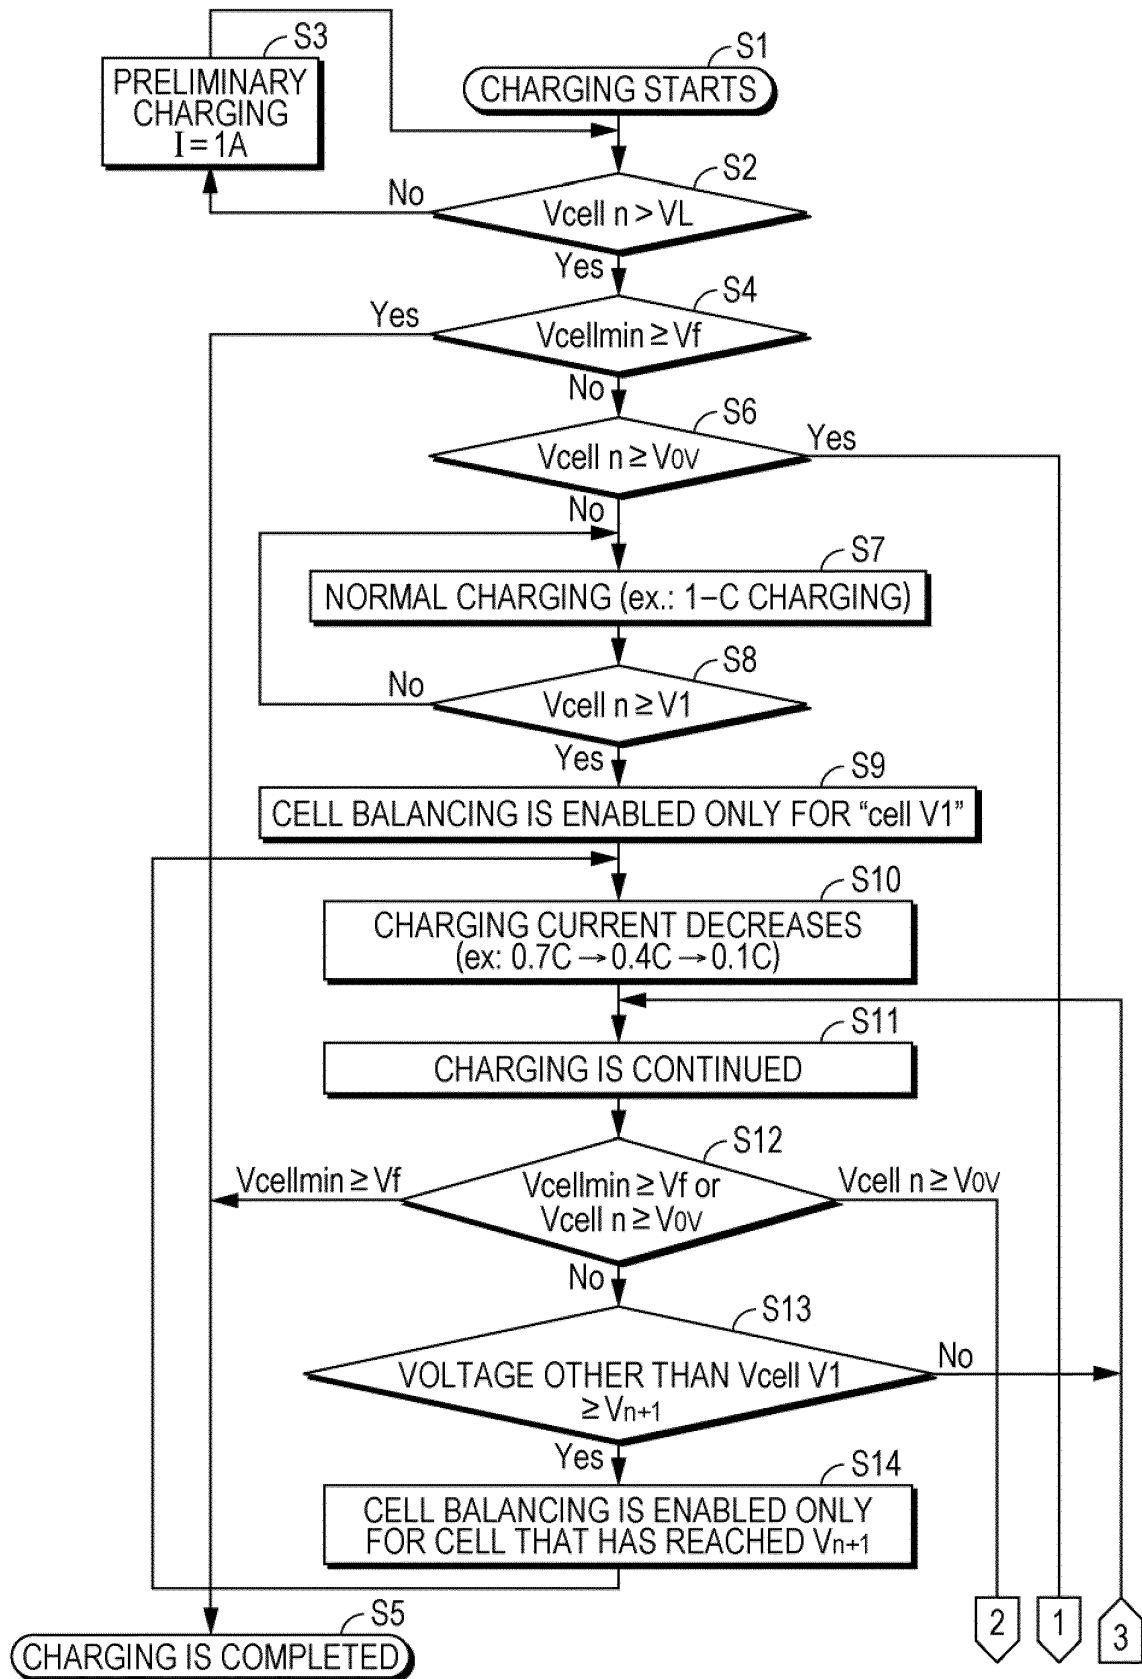 S3
S1
PRELIMINARY
CHARGING
I = 1A
CHARGING STARTS
S2
No
Vcell n > VL
Yes
S4
Yes
Vcellmin ≥ Vf
No
S6
Yes
Vcell n ≥ V0V
No
S7
NORMAL CHARGING (ex.: 1–C CHARGING)
S8
No
Vcell n ≥ V1
Yes
S9
CELL BALANCING IS ENABLED ONLY FOR “cell V1”
S10
CHARGING CURRENT DECREASES
(ex: 0.7C → 0.4C → 0.1C)
S11
CHARGING IS CONTINUED
S12
Vcellmin ≥ Vf
Vcellmin ≥ Vf or
Vcell n ≥ V0V
Vcell n ≥ V0V
No
S13
VOLTAGE OTHER THAN Vcell V1
≥ Vn+1
No
Yes
S14
CELL BALANCING IS ENABLED ONLY
FOR CELL THAT HAS REACHED Vn+1
S5
CHARGING IS COMPLETED
2
1
3